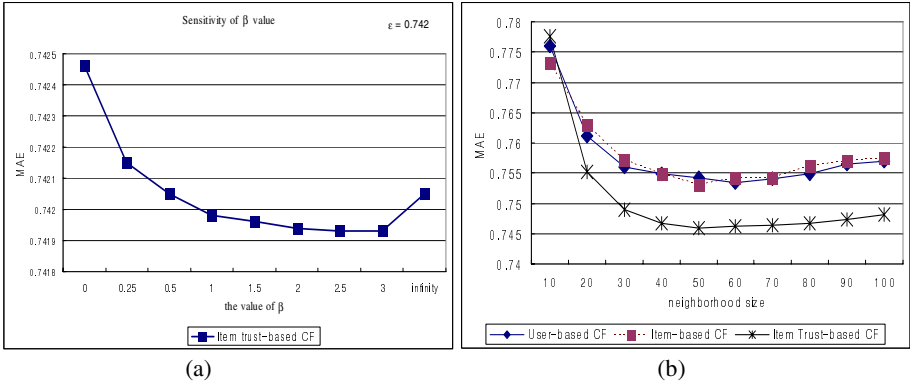 Sensitivity of β value
ε = 0.742
0.7425
0.7424
0.7423
0.7422
0.7421
0.742
0.7419
0.7418
MAE
0 0.25 0.5 1 1.5 2 2.5 3 infinity
the value of β
Item trust-based CF
(a)
0.78
0.775
0.77
0.765
0.76
0.755
0.75
0.745
0.74
MAE
10 20 30 40 50 60 70 80 90 100
neighborhood size
User-based CF Item-based CF Item Trust-based CF
(b)